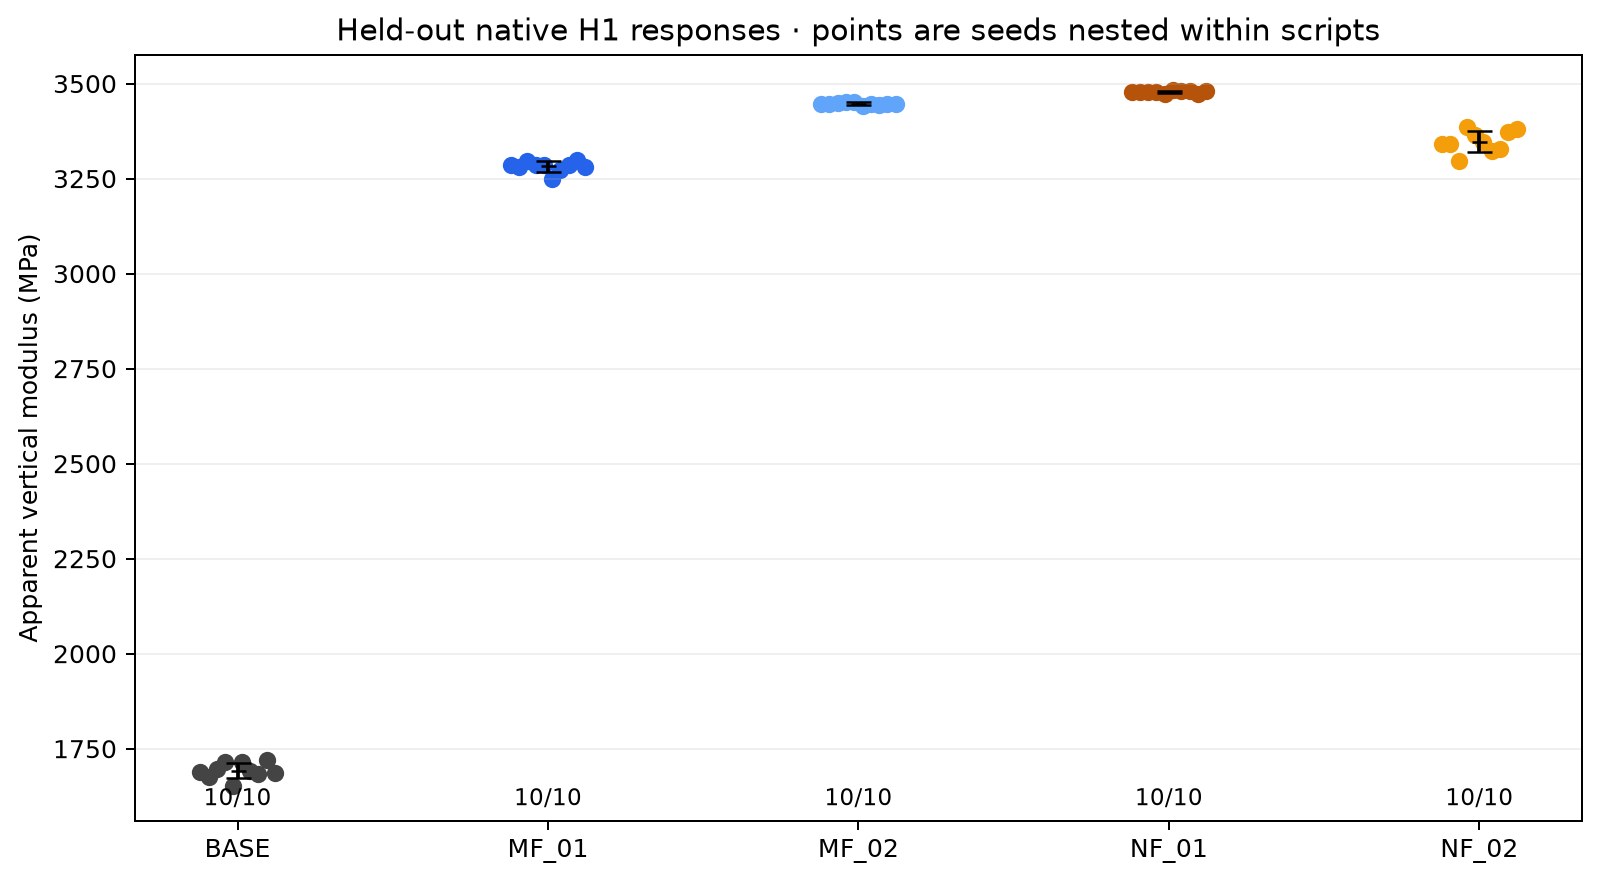 Held-out native H1 responses · points are seeds nested within scripts
Apparent vertical modulus (MPa)
3500
3250
3000
2750
2500
2250
2000
1750
10/10 10/10 10/10 10/10 10/10
BASE MF_01 MF_02 NF_01 NF_02